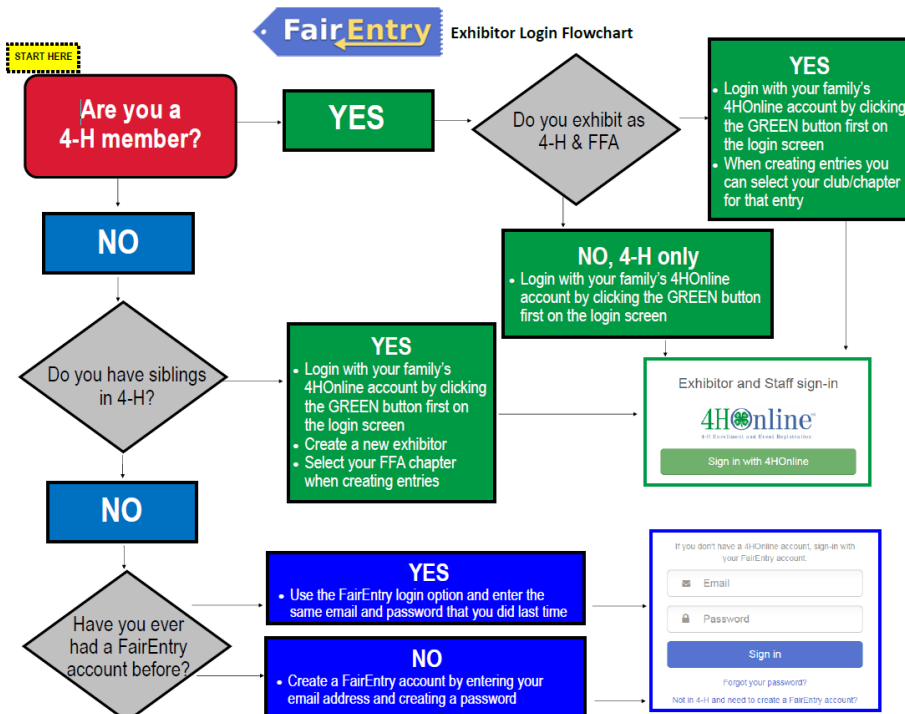 FairEntry
Exhibitor Login Flowchart
START HERE
Are you a
4-H member?
YES
Do you exhibit as
4-H & FFA
YES
• Login with your family's
4HOnline account by clicking
the GREEN button first on
the login screen
• When creating entries you
can select your club/chapter
for that entry
NO
NO, 4-H only
• Login with your family's 4HOnline
account by clicking the GREEN button
first on the login screen
Do you have siblings
in 4-H?
YES
• Login with your family's
4HOnline account by clicking
the GREEN button first on
the login screen
• Create a new exhibitor
• Select your FFA chapter
when creating entries
Exhibitor and Staff sign-in
4HOnline
4-H Enrollment and Event Registration
Sign in with 4HOnline
NO
Have you ever
had a FairEntry
account before?
YES
• Use the FairEntry login option and enter the
same email and password that you did last time
NO
• Create a FairEntry account by entering your
email address and creating a password
If you don't have a 4HOnline account, sign-in with
your FairEntry account.
Email
Password
Sign in
Forgot your password?
Not in 4-H and need to create a FairEntry account?